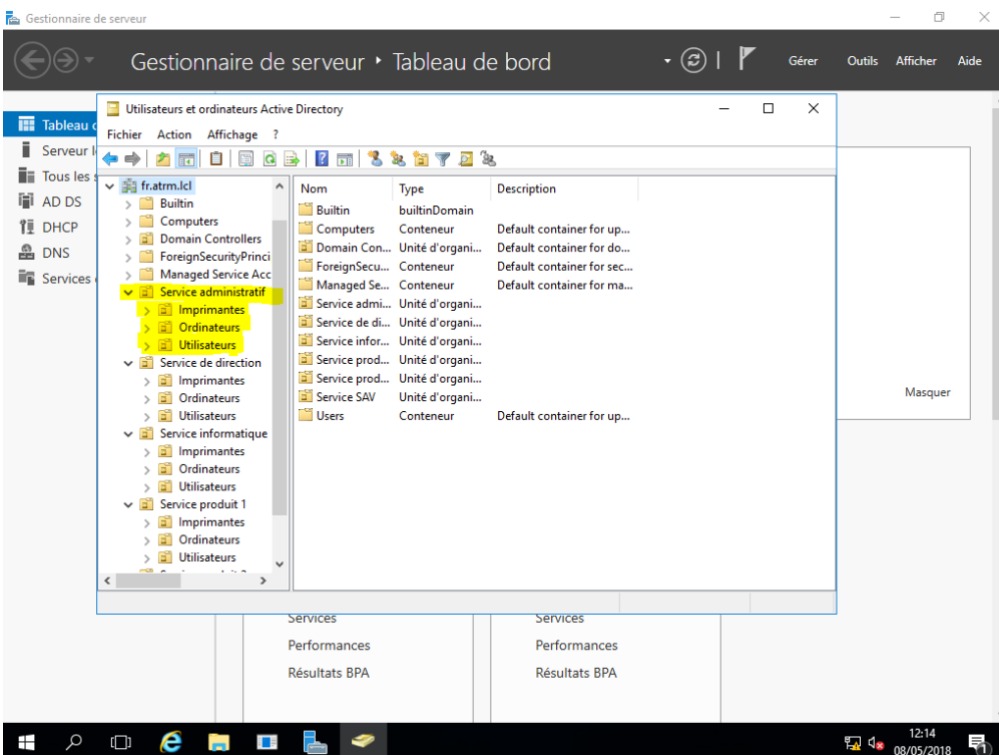 Gestionnaire de serveur
Gestionnaire de serveur ‣ Tableau de bord
Gérer Outils Afficher Aide
Tableau
Serveur
Tous les
AD DS
DHCP
DNS
Services
Utilisateurs et ordinateurs Active Directory
Fichier Action Affichage ?
fr.atrm.lcl
Builtin
Computers
Domain Controllers
ForeignSecurityPrinci
Managed Service Acc
Service administratif
Imprimantes
Ordinateurs
Utilisateurs
Service de direction
Imprimantes
Ordinateurs
Utilisateurs
Service informatique
Imprimantes
Ordinateurs
Utilisateurs
Service produit 1
Imprimantes
Ordinateurs
Utilisateurs
Nom Type Description
Builtin builtinDomain
Computers Conteneur Default container for up...
Domain Con... Unité d'organi... Default container for do...
ForeignSecu... Conteneur Default container for sec...
Managed Se... Conteneur Default container for ma...
Service admi... Unité d'organi...
Service de di... Unité d'organi...
Service infor... Unité d'organi...
Service prod... Unité d'organi...
Service prod... Unité d'organi...
Service SAV Unité d'organi...
Users Conteneur Default container for up...
Masquer
Services Services
Performances Performances
Résultats BPA Résultats BPA
12:14
08/05/2018